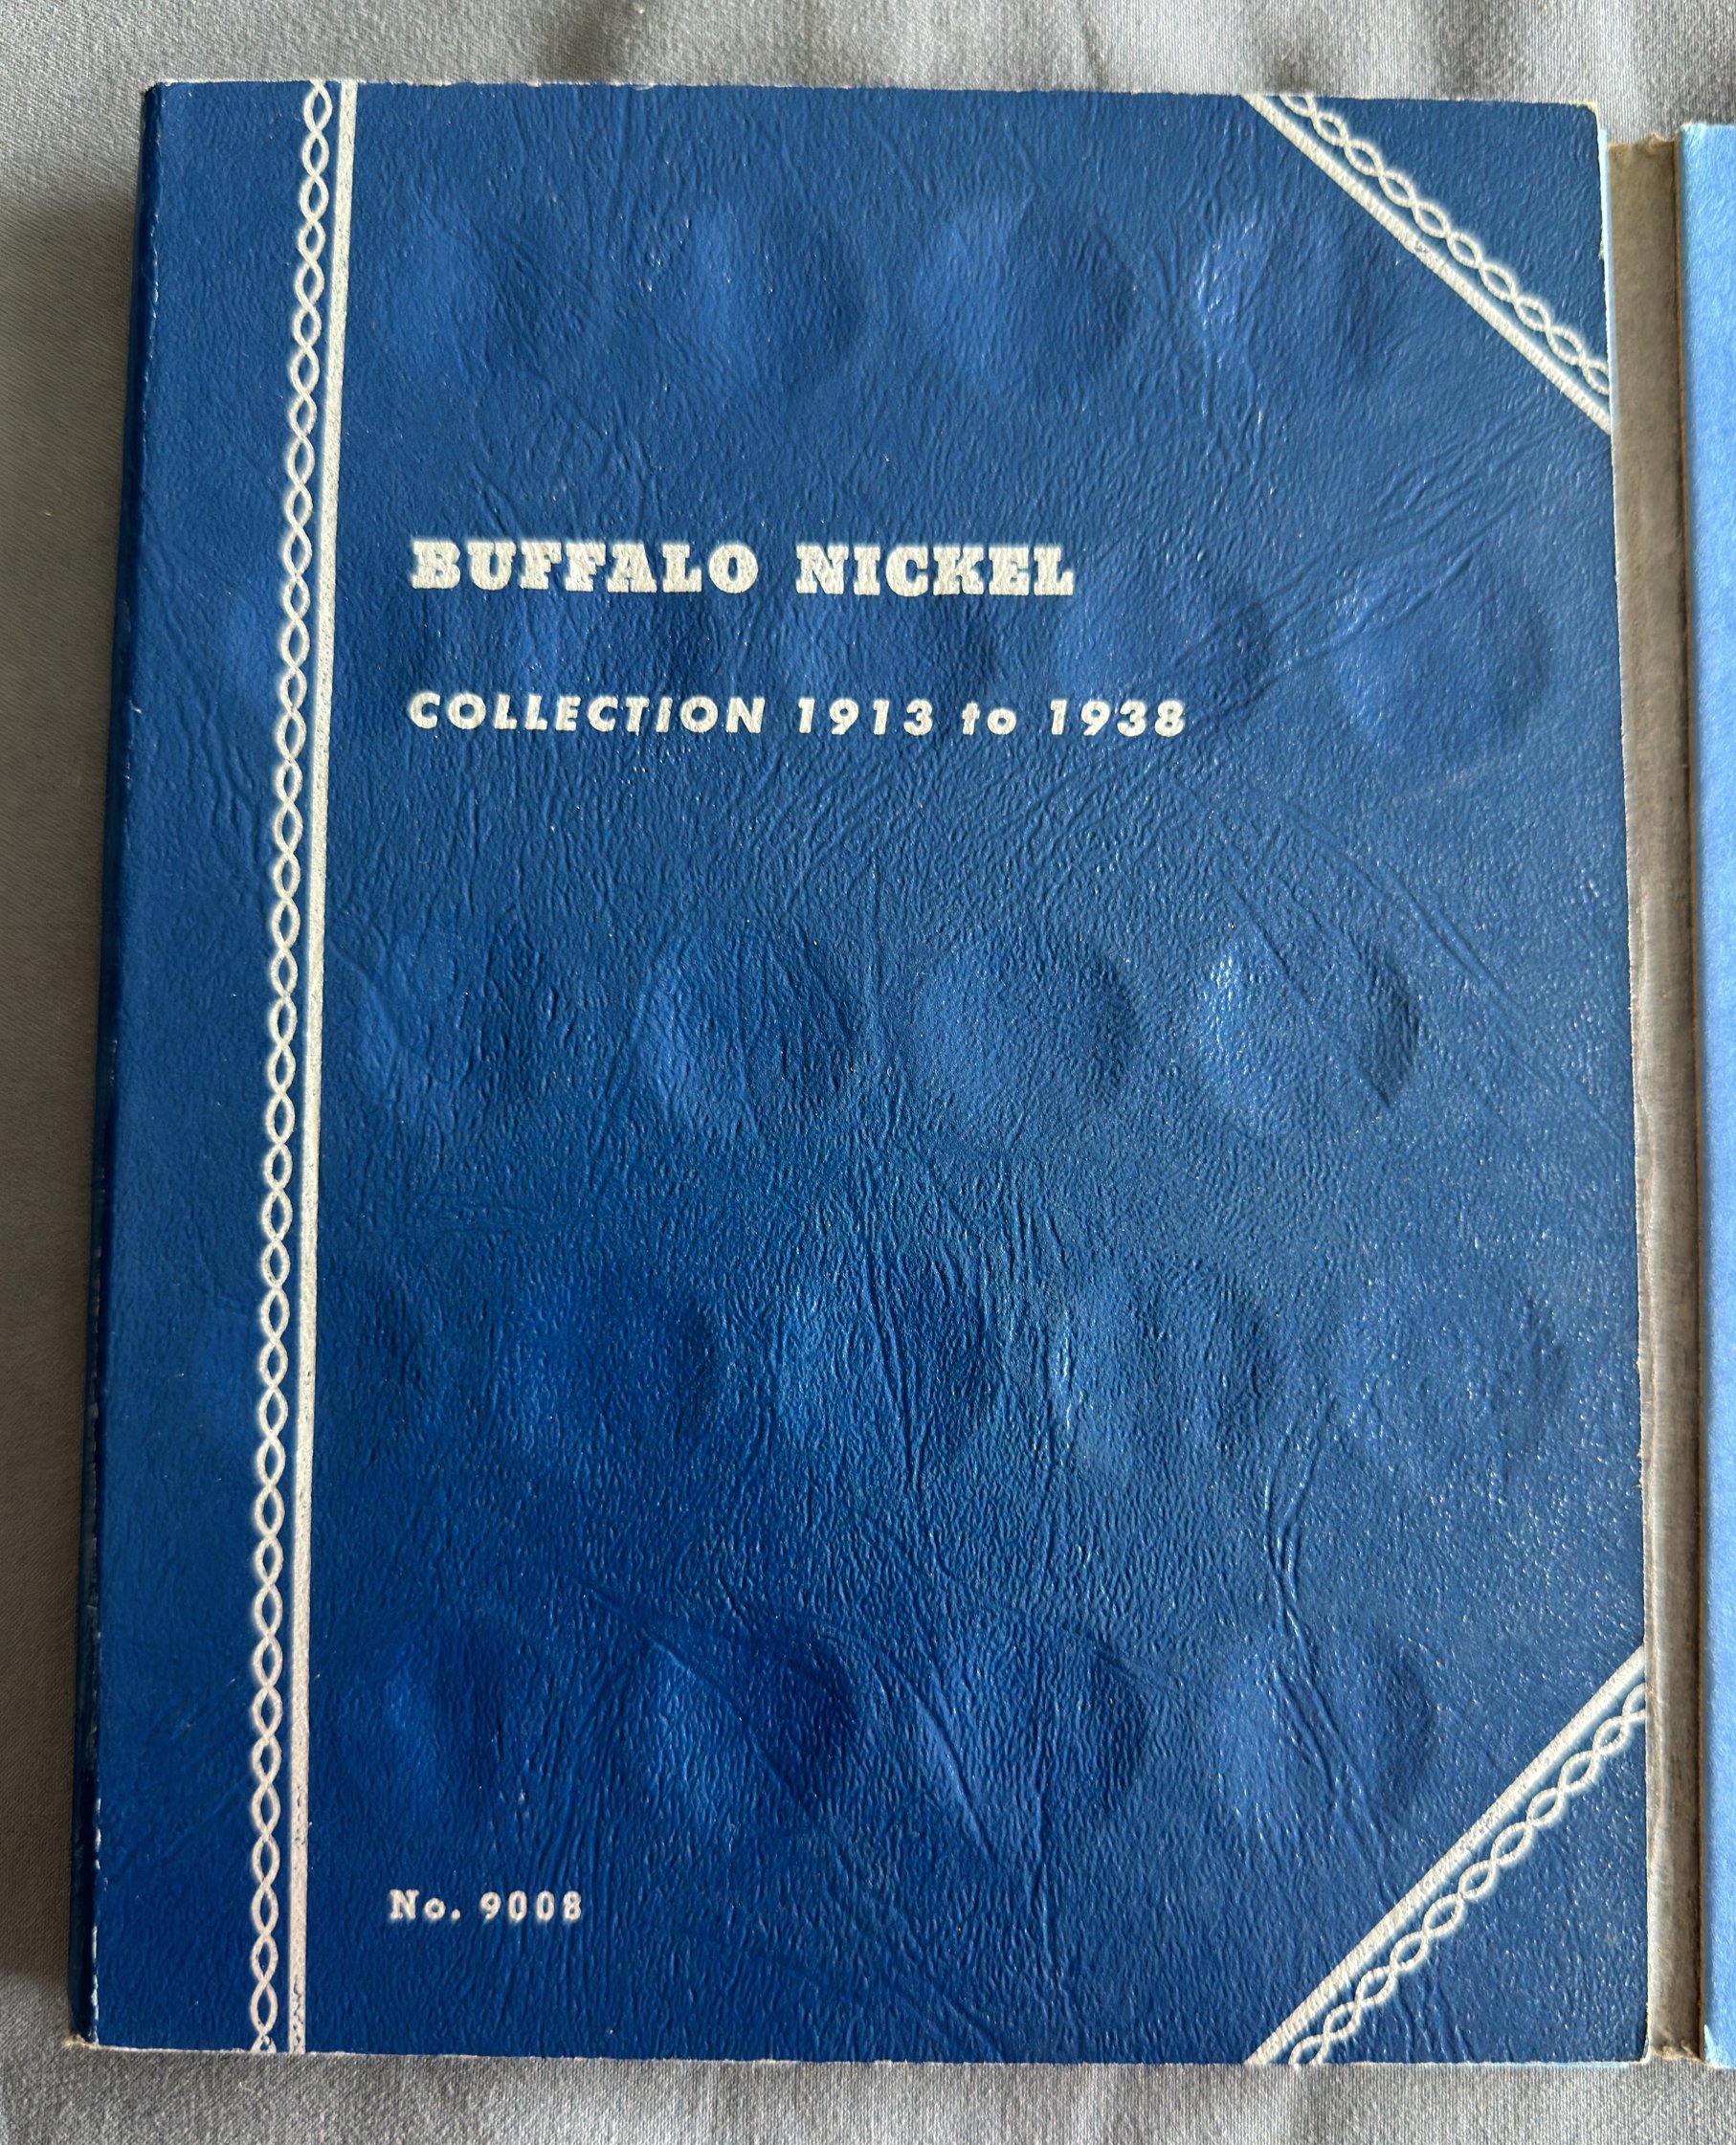 BUFFALO NICKEL
COLLECTION 1913 to 1938
No. 9008